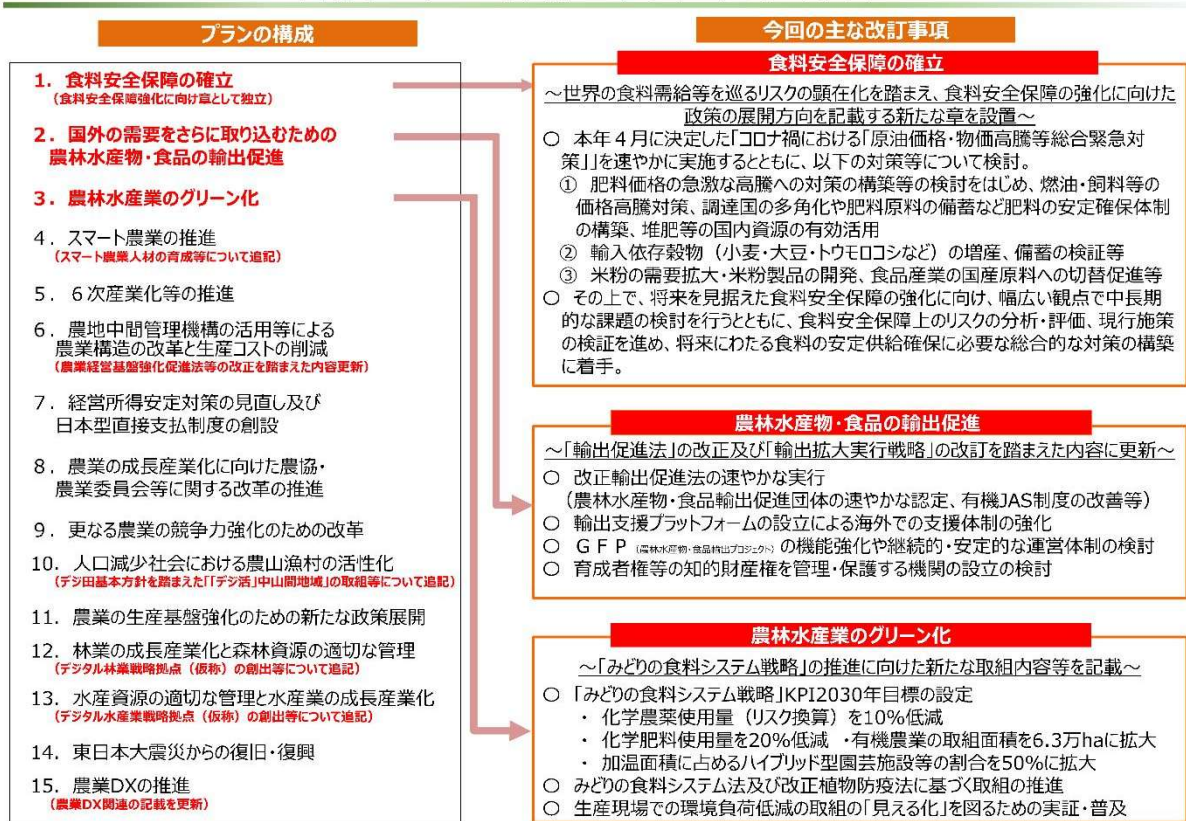 プランの構成
1. 食料安全保障の確立
(食料安全保障強化に向け章として独立)
2. 国外の需要をさらに取り込むための
農林水産物・食品の輸出促進
3. 農林水産業のグリーン化
4. スマート農業の推進
(スマート農業人材の育成等について追記)
5. 6次産業化等の推進
6. 農地中間管理機構の活用等による
農業構造の改革と生産コストの削減
(農業経営基盤強化促進法等の改正を踏まえた内容更新)
7. 経営所得安定対策の見直し及び
日本型直接支払制度の創設
8. 農業の成長産業化に向けた農協・
農業委員会等に関する改革の推進
9. 更なる農業の競争力強化のための改革
10. 人口減少社会における農山漁村の活性化
(デジ田基本方針を踏まえた「「デジ活」中山間地域」の取組等について追記)
11. 農業の生産基盤強化のための新たな政策展開
12. 林業の成長産業化と森林資源の適切な管理
(デジタル林業戦略拠点(仮称)の創出等について追記)
13. 水産資源の適切な管理と水産業の成長産業化
(デジタル水産業戦略拠点(仮称)の創出等について追記)
14. 東日本大震災からの復旧・復興
15. 農業DXの推進
(農業DX関連の記載を更新)
今回の主な改訂事項
食料安全保障の確立
~世界の食料需給等を巡るリスクの顕在化を踏まえ、食料安全保障の強化に向けた
政策の展開方向を記載する新たな章を設置~
○ 本年4月に決定した「コロナ禍における「原油価格・物価高騰等総合緊急対
策」」を速やかに実施するとともに、以下の対策等について検討。
① 肥料価格の急激な高騰への対策の構築等の検討をはじめ、燃油・飼料等の
価格高騰対策、調達国の多角化や肥料原料の備蓄など肥料の安定確保体制
の構築、堆肥等の国内資源の有効活用
② 輸入依存穀物(小麦・大豆・トウモロコシなど)の増産、備蓄の検証等
③ 米粉の需要拡大・米粉製品の開発、食品産業の国産原料への切替促進等
○ その上で、将来を見据えた食料安全保障の強化に向け、幅広い観点で中長期
的な課題の検討を行うとともに、食料安全保障上のリスクの分析・評価、現行施策
の検証を進め、将来にわたる食料の安定供給確保に必要な総合的な対策の構築
に着手。
農林水産物・食品の輸出促進
~「輸出促進法」の改正及び「輸出拡大実行戦略」の改訂を踏まえた内容に更新~
○ 改正輸出促進法の速やかな実行
(農林水産物・食品輸出促進団体の速やかな認定、有機JAS制度の改善等)
○ 輸出支援プラットフォームの設立による海外での支援体制の強化
○ GFP(農林水産物・食品輸出プロジェクト)の機能強化や継続的・安定的な運営体制の検討
○ 育成者権等の知的財産権を管理・保護する機関の設立の検討
農林水産業のグリーン化
~「みどりの食料システム戦略」の推進に向けた新たな取組内容等を記載~
○ 「みどりの食料システム戦略」KPI2030年目標の設定
・ 化学農薬使用量(リスク換算)を10%低減
・ 化学肥料使用量を20%低減 ・有機農業の取組面積を6.3万haに拡大
・ 加温面積に占めるハイブリッド型園芸施設等の割合を50%に拡大
○ みどりの食料システム法及び改正植物防疫法に基づく取組の推進
○ 生産現場での環境負荷低減の取組の「見える化」を図るための実証・普及